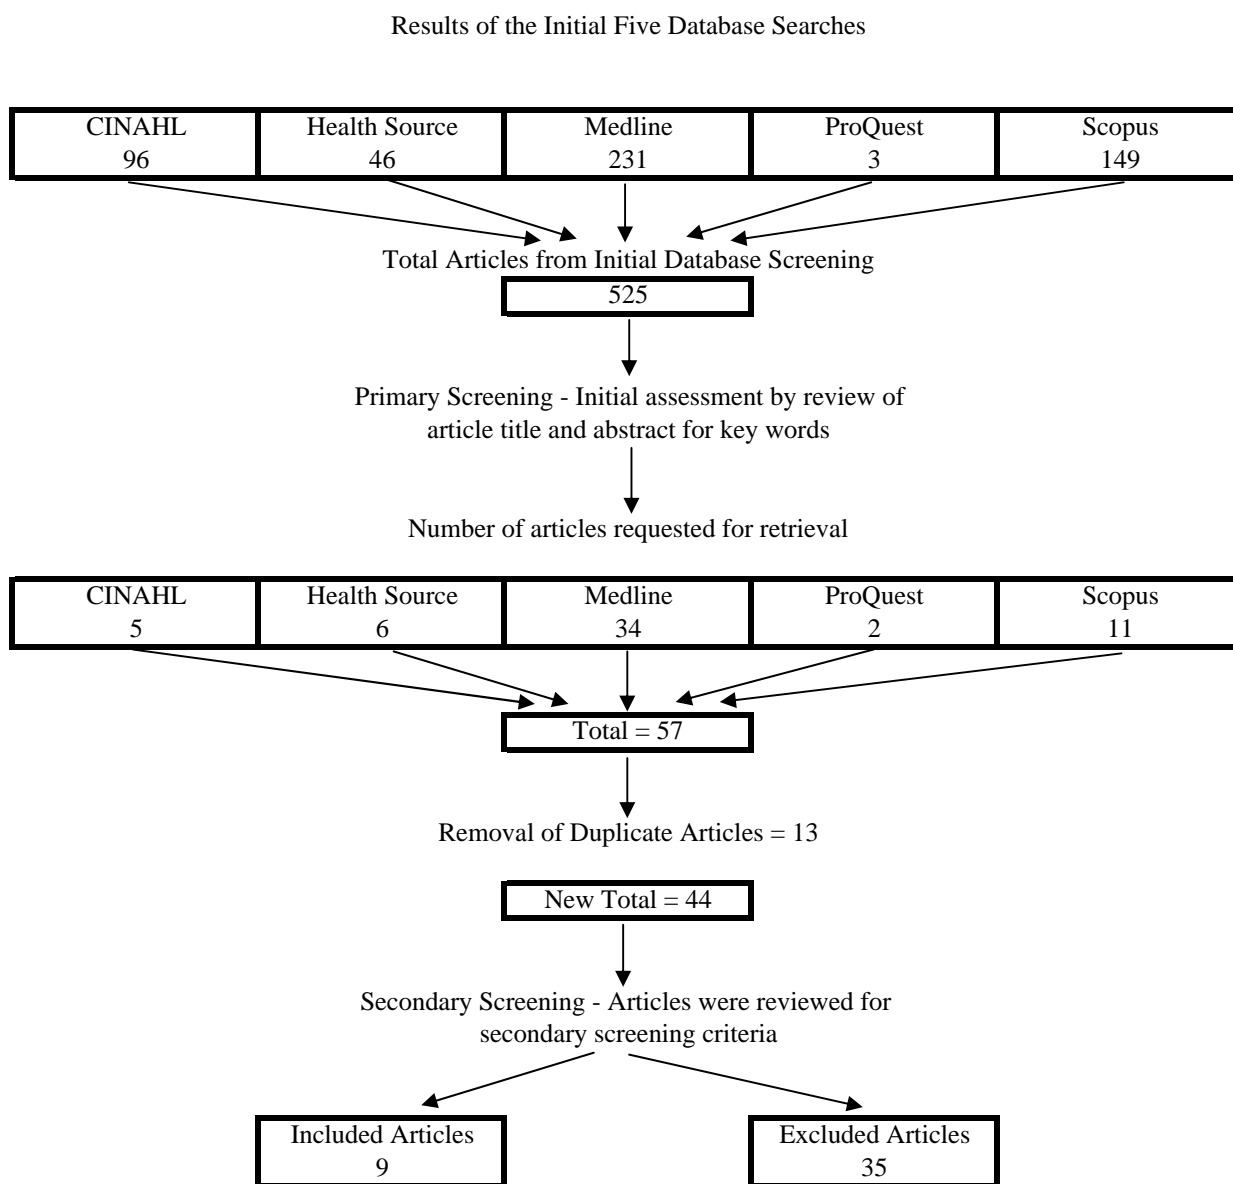 Results of the Initial Five Database Searches
CINAHL Health Source Medline ProQuest Scopus
96 46 231 3 149
Total Articles from Initial Database Screening
525
Primary Screening - Initial assessment by review of
article title and abstract for key words
Number of articles requested for retrieval
CINAHL Health Source Medline ProQuest Scopus
5 6 34 2 11
Total = 57
Removal of Duplicate Articles = 13
New Total = 44
Secondary Screening - Articles were reviewed for
secondary screening criteria
Included Articles Excluded Articles
9 35